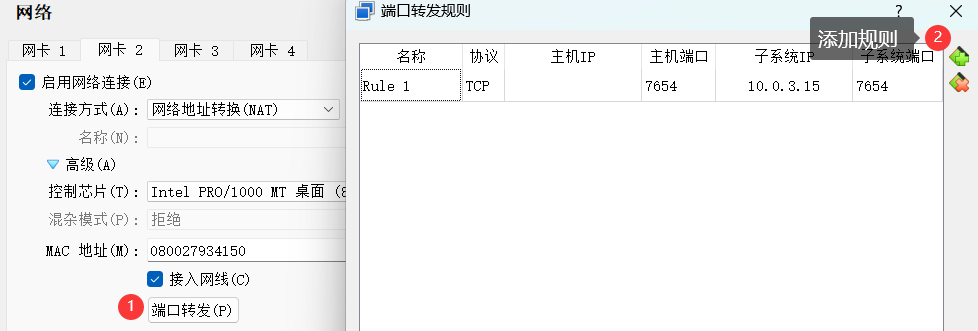 网络
网卡 1 网卡 2 网卡 3 网卡 4
启用网络连接(E)
连接方式(A): 网络地址转换(NAT)
名称(N):
高级(A)
控制芯片(T): Intel PRO/1000 MT 桌面 (8
混杂模式(P): 拒绝
MAC 地址(M): 080027934150
接入网线(C)
1 端口转发(P)
端口转发规则 ?
添加规则 2
名称 协议 主机IP 主机端口 子系统IP 子系统端口
Rule 1 TCP 7654 10.0.3.15 7654